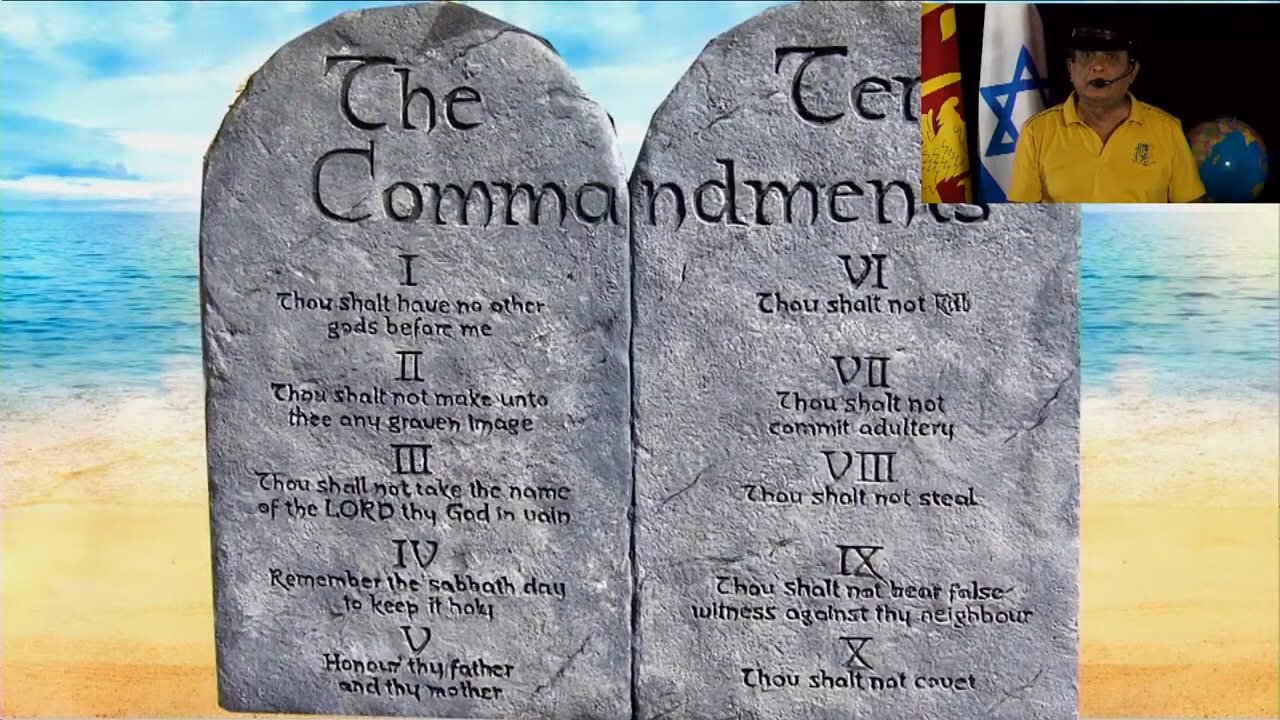 The Ten
Commandments
I
Thou shalt have no other
gods before me
II
Thou shalt not make unto
thee any graven image
III
Thou shall not take the name
of the LORD thy God in vain
IV
Remember the sabbath day
to keep it holy
V
Honour thy father
and thy mother
VI
Thou shalt not kill
VII
Thou shalt not
commit adultery
VIII
Thou shalt not steal
IX
Thou shalt not bear false
witness against thy neighbour
X
Thou shalt not covet